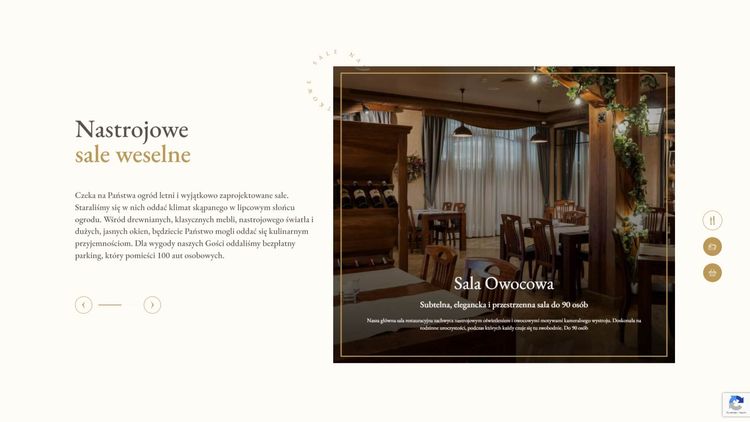 SALE NA
ŁKOWE
Nastrojowe
sale weselne
Czeka na Państwa ogród letni i wyjątkowo zaprojektowane sale.
Staraliśmy się w nich oddać klimat skąpanego w lipcowym słońcu
ogrodu. Wśród drewnianych, klasycznych mebli, nastrojowego światła i
dużych, jasnych okien, będziecie Państwo mogli oddać się kulinarnym
przyjemnościom. Dla wygody naszych Gości oddaliśmy bezpłatny
parking, który pomieści 100 aut osobowych.
Sala Owocowa
Subtelna, elegancka i przestrzenna sala do 90 osób
Nasza główna sala restauracyjna zachwyca nastrojowym oświetleniem i owocowymi motywami kameralnego wystroju. Doskonała na
rodzinne uroczystości, podczas których każdy czuje się tu swobodnie. Do 90 osób